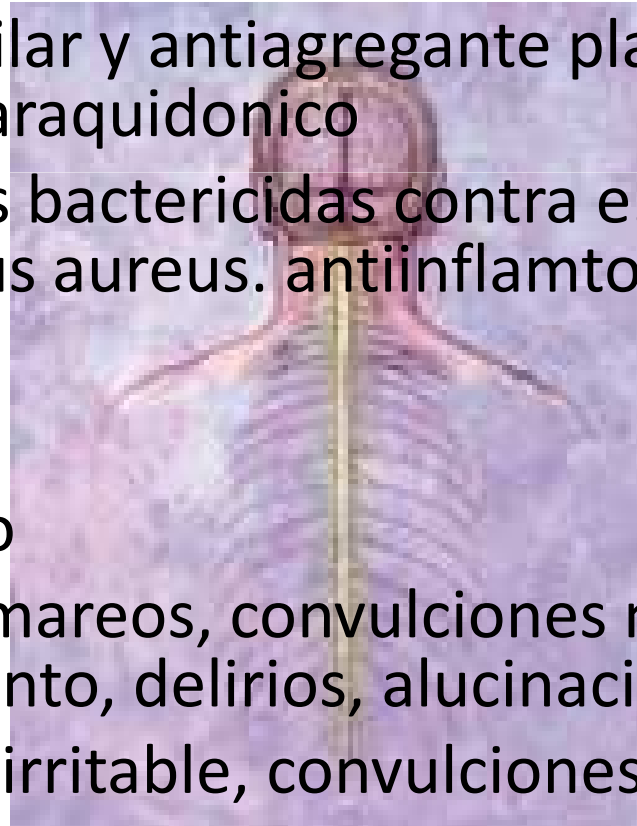 ilar y antiagregante pla
araquidonico
s bactericidas contra e
us aureus. antiinflamto
o
mareos, convulciones
nto, delirios, alucinaci
irritable, convulciones